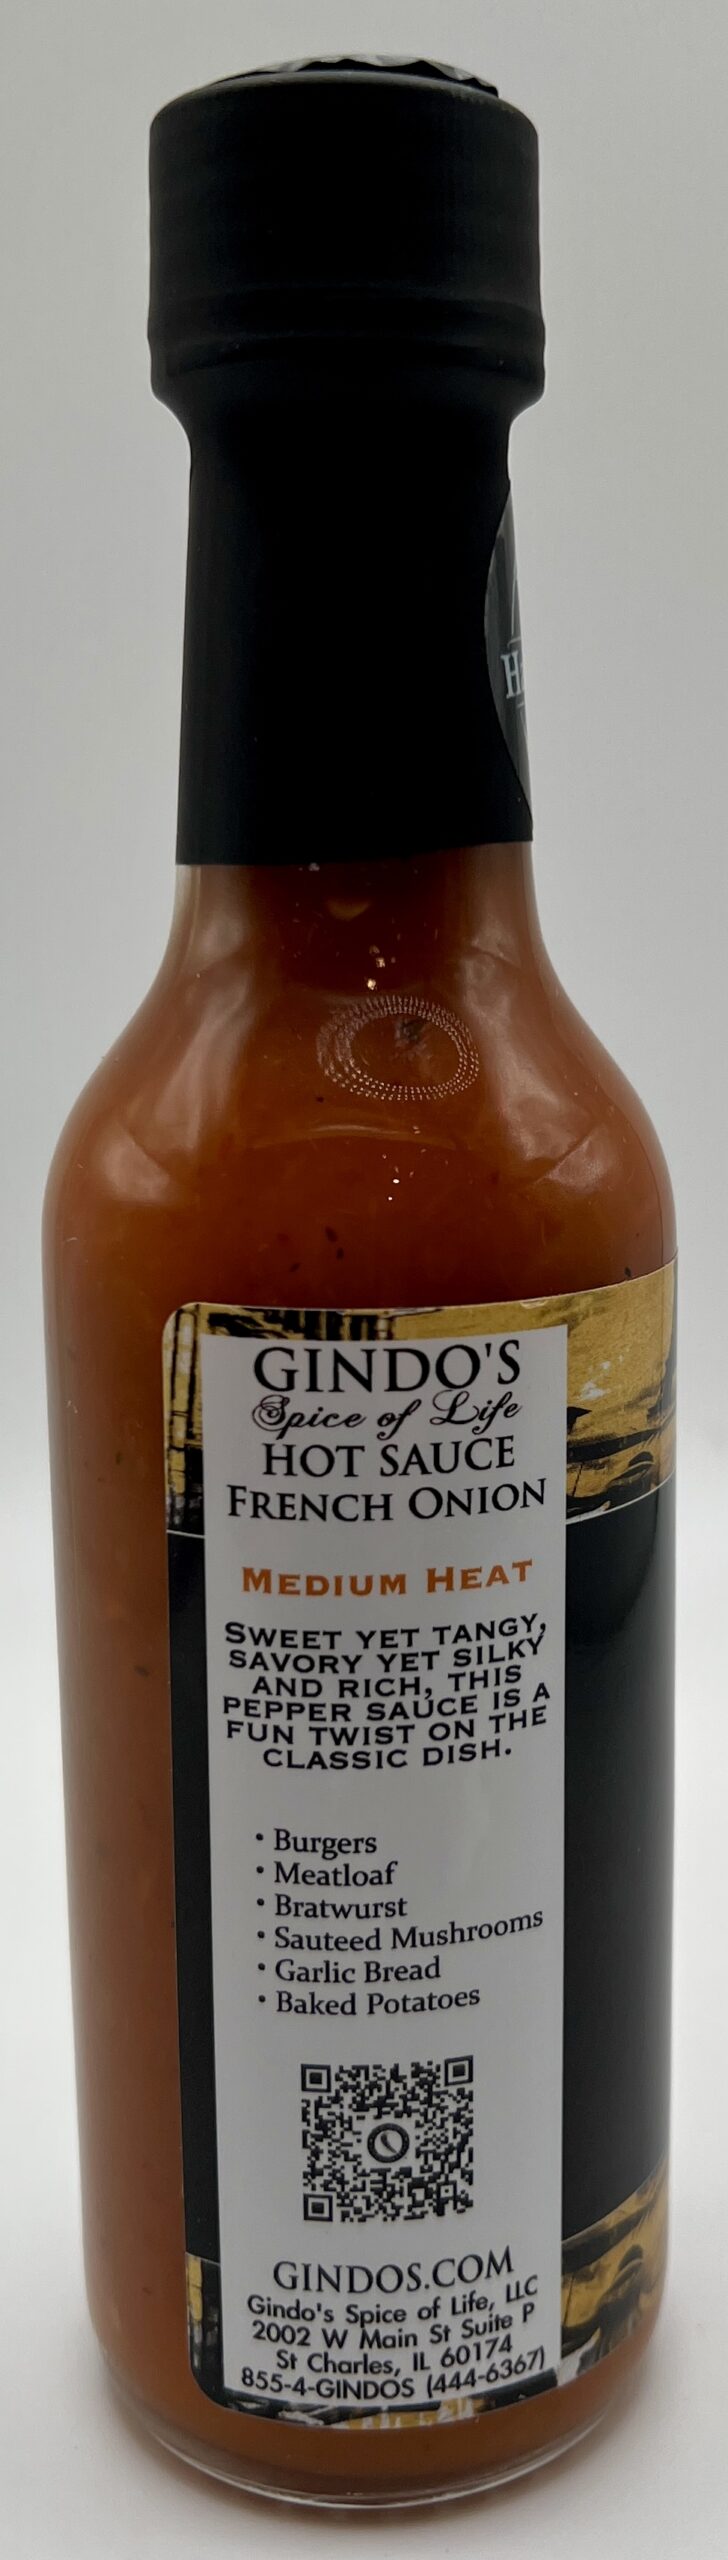 GINDO'S
Spice of Life
HOT SAUCE
FRENCH ONION
MEDIUM HEAT
SWEET YET TANGY,
SAVORY YET SILKY
AND RICH, THIS
PEPPER SAUCE IS A
FUN TWIST ON THE
CLASSIC DISH.
• Burgers
• Meatloaf
• Bratwurst
• Sauteed Mushrooms
• Garlic Bread
• Baked Potatoes
GINDOS.COM
Gindo's Spice of Life, LLC
2002 W Main St Suite P
St Charles, IL 60174
855-4-GINDOS (444-6367)